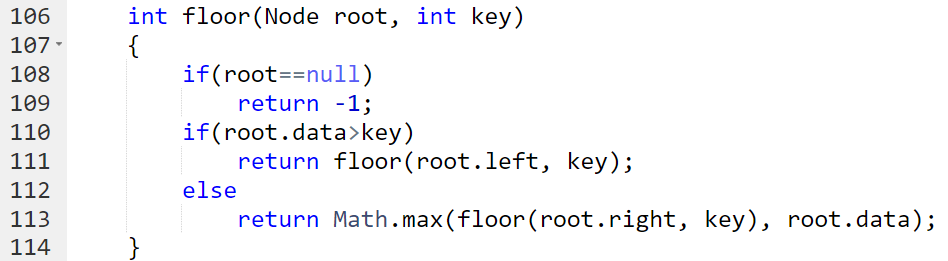 106 int floor(Node root, int key)
107 {
108 if(root==null)
109 return -1;
110 if(root.data>key)
111 return floor(root.left, key);
112 else
113 return Math.max(floor(root.right, key), root.data);
114 }